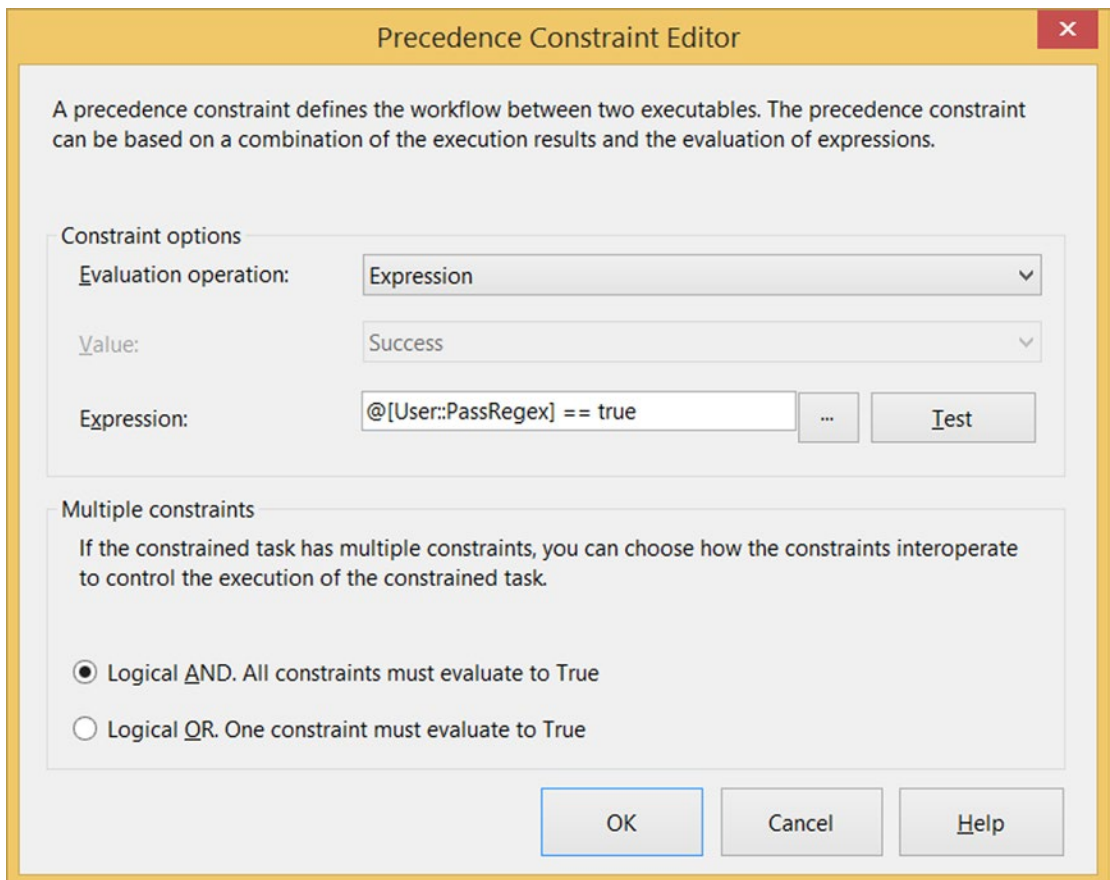 Precedence Constraint Editor
A precedence constraint defines the workflow between two executables. The precedence constraint
can be based on a combination of the execution results and the evaluation of expressions.
Constraint options
Evaluation operation: Expression
Value: Success
Expression: @[User::PassRegex] == true ... Test
Multiple constraints
If the constrained task has multiple constraints, you can choose how the constraints interoperate
to control the execution of the constrained task.
Logical AND. All constraints must evaluate to True
Logical OR. One constraint must evaluate to True
OK Cancel Help